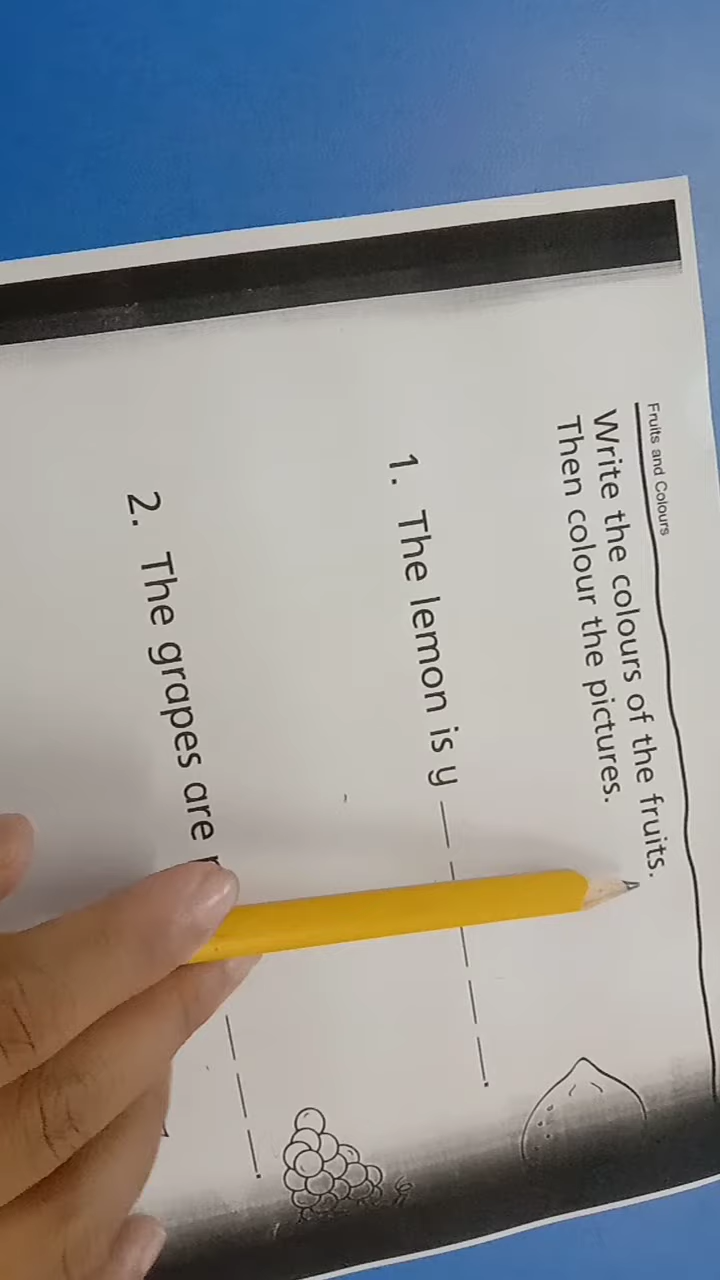 Fruits and Colours
Write the colours of the fruits.
Then colour the pictures.
1. The lemon is y _ _ _ _ _.
2. The grapes are